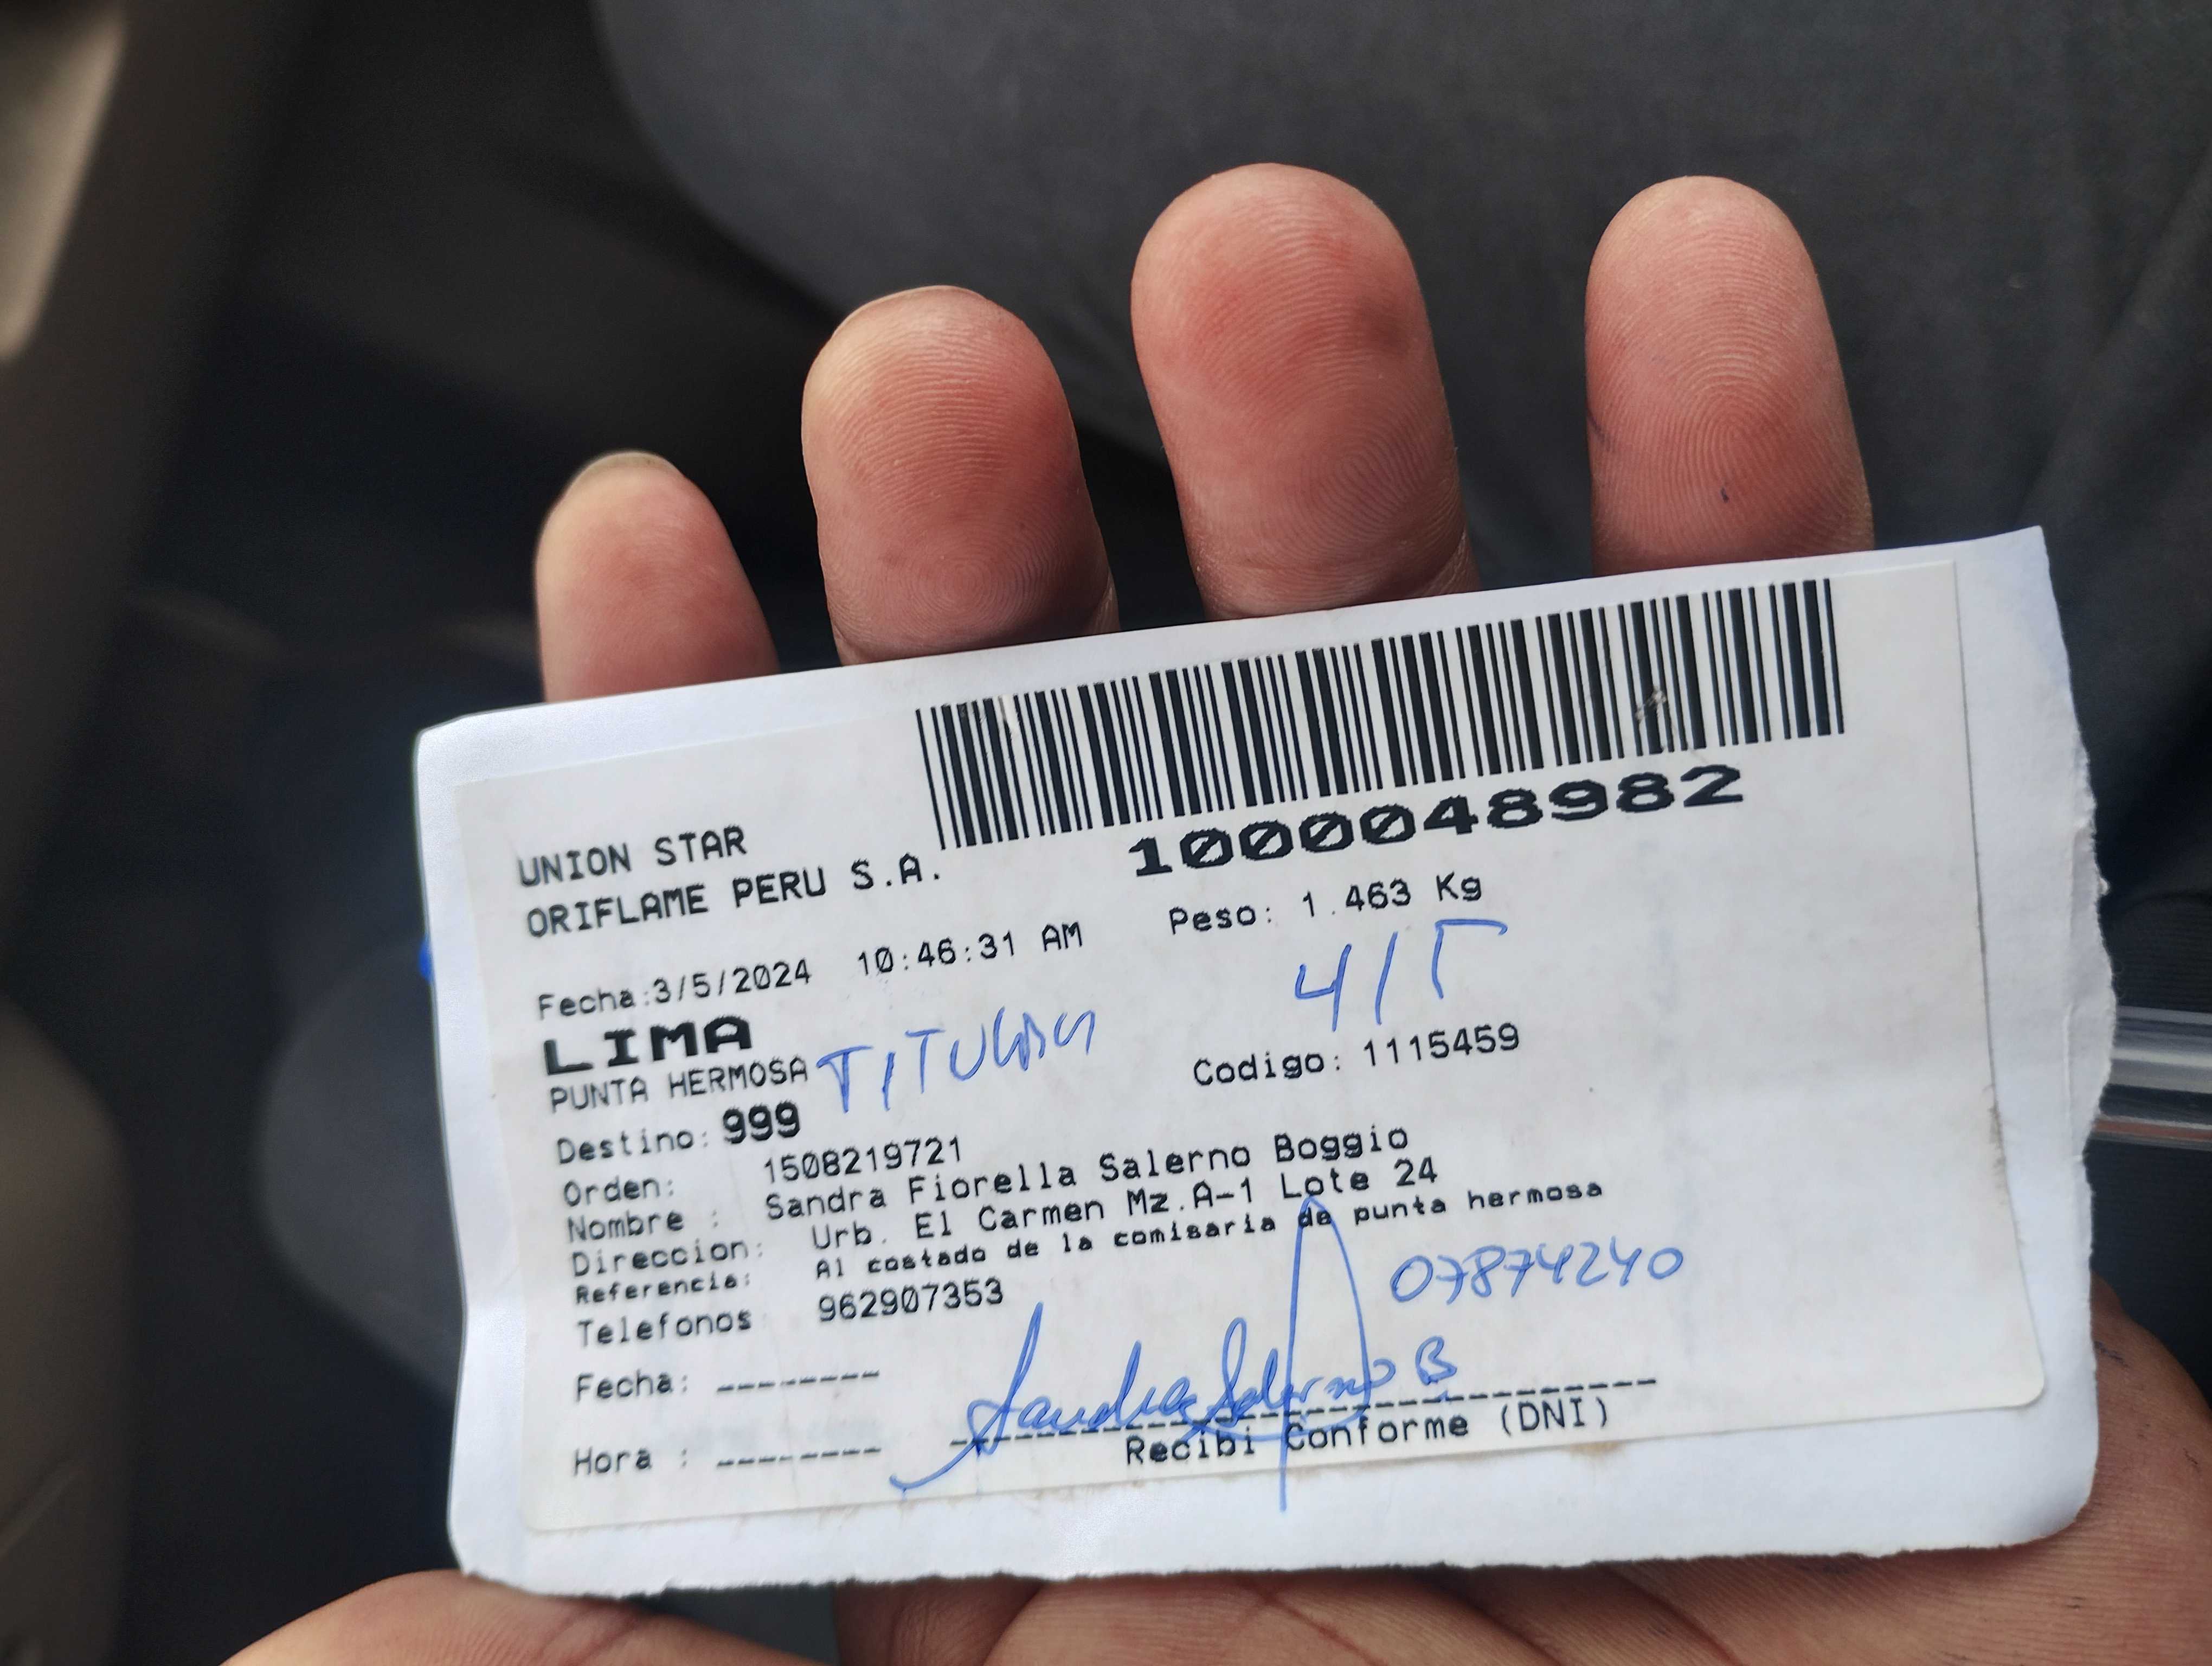 1000048982
UNION STAR
ORIFLAME PERU S.A.
Fecha:3/5/2024 10:46:31 AM Peso: 1.463 Kg
4/5
LIMA
PUNTA HERMOSA TITULAR Codigo: 1115459
Destino: 999
Orden: 1508219721
Nombre : Sandra Fiorella Salerno Boggio
Direccion: Urb. El Carmen Mz.A-1 Lote 24
Referencia: Al costado de la comisaria de punta hermosa
Telefonos 962907353 07874240
Fecha: --------
Sandra Salerno B
Hora : --------
Recibi Conforme (DNI)